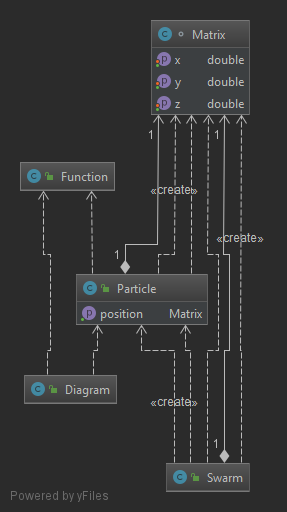 Matrix
x double
y double
z double
1
1
«create»
Function
«create»
1
Particle
position Matrix
Diagram
«create»
1
Swarm
Powered by yFiles